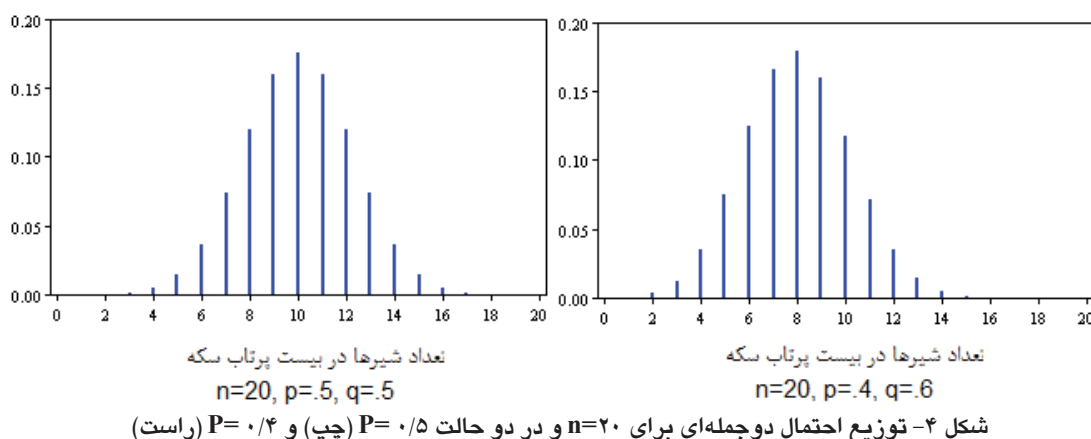 0.20
0.15
0.10
0.05
0.00
0 2 4 6 8 10 12 14 16 18 20
تعداد شیرها در بیست پرتاب سکه
n=20, p=.5, q=.5
0.20
0.15
0.10
0.05
0.00
0 2 4 6 8 10 12 14 16 18 20
تعداد شیرها در بیست پرتاب سکه
n=20, p=.4, q=.6
شکل ۴- توزیع احتمال دوجمله‌ای برای n=۲۰ و در دو حالت P= ۰/۵ (چپ) و P= ۰/۴ (راست)